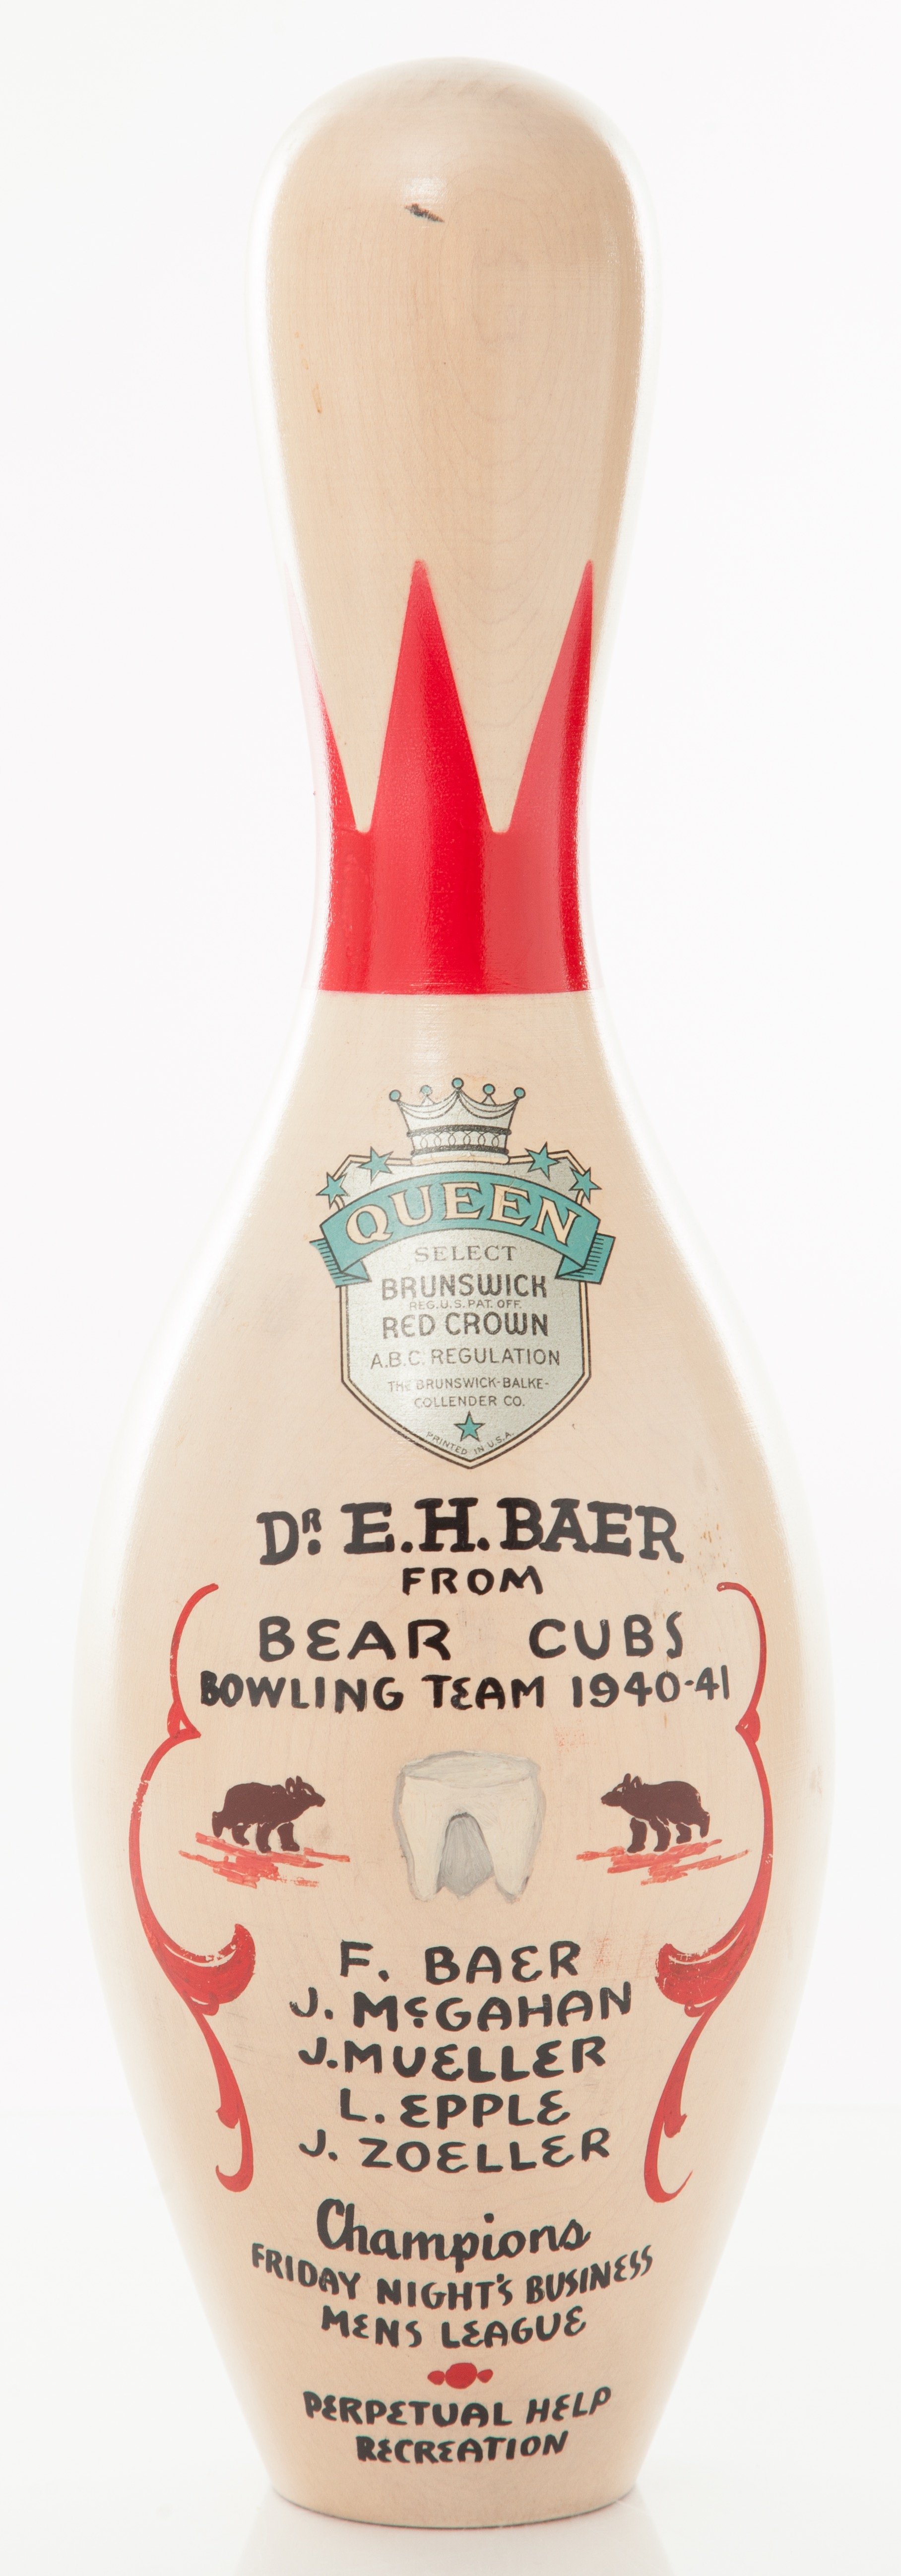 QUEEN
SELECT
BRUNSWICK
REG. U.S. PAT. OFF.
RED CROWN
A.B.C. REGULATION
THE BRUNSWICK-BALKE-
COLLENDER CO.
PRINTED IN U.S.A.
DR. E.H. BAER
FROM
BEAR CUBS
BOWLING TEAM 1940-41
F. BAER
J. McGAHAN
J. MUELLER
L. EPPLE
J. ZOELLER
Champions
FRIDAY NIGHT'S BUSINESS
MENS LEAGUE
PERPETUAL HELP
RECREATION